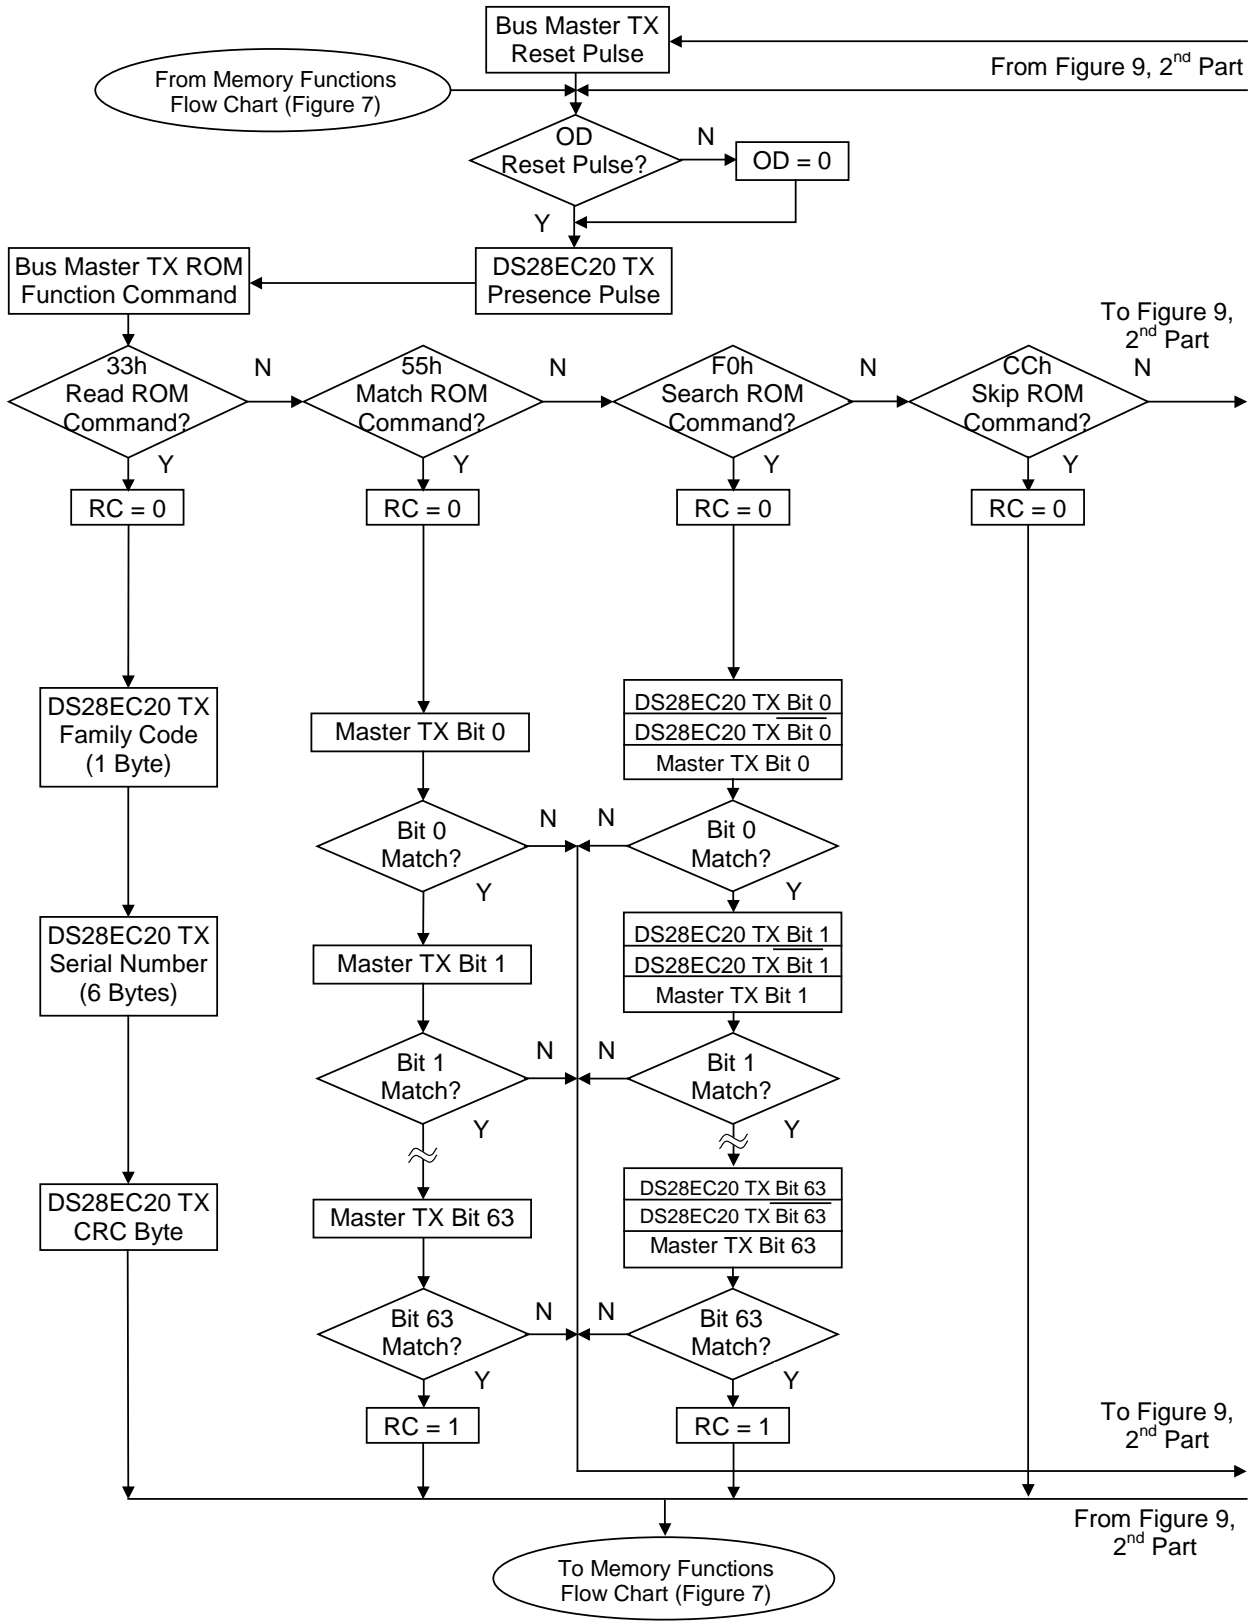 Bus Master TX
Reset Pulse
From Figure 9, 2nd Part
From Memory Functions
Flow Chart (Figure 7)
OD
Reset Pulse?
N
OD = 0
Y
Bus Master TX ROM
Function Command
DS28EC20 TX
Presence Pulse
To Figure 9,
2nd Part
33h
Read ROM
Command?
N
Y
55h
Match ROM
Command?
N
Y
F0h
Search ROM
Command?
N
Y
CCh
Skip ROM
Command?
N
Y
RC = 0
RC = 0
RC = 0
RC = 0
DS28EC20 TX
Family Code
(1 Byte)
Master TX Bit 0
DS28EC20 TX Bit 0
DS28EC20 TX Bit 0
Master TX Bit 0
Bit 0
Match?
N
Y
N
Bit 0
Match?
Y
DS28EC20 TX
Serial Number
(6 Bytes)
Master TX Bit 1
DS28EC20 TX Bit 1
DS28EC20 TX Bit 1
Master TX Bit 1
Bit 1
Match?
N
Y
N
Bit 1
Match?
Y
DS28EC20 TX
CRC Byte
Master TX Bit 63
DS28EC20 TX Bit 63
DS28EC20 TX Bit 63
Master TX Bit 63
Bit 63
Match?
N
Y
N
Bit 63
Match?
Y
RC = 1
RC = 1
To Figure 9,
2nd Part
From Figure 9,
2nd Part
To Memory Functions
Flow Chart (Figure 7)